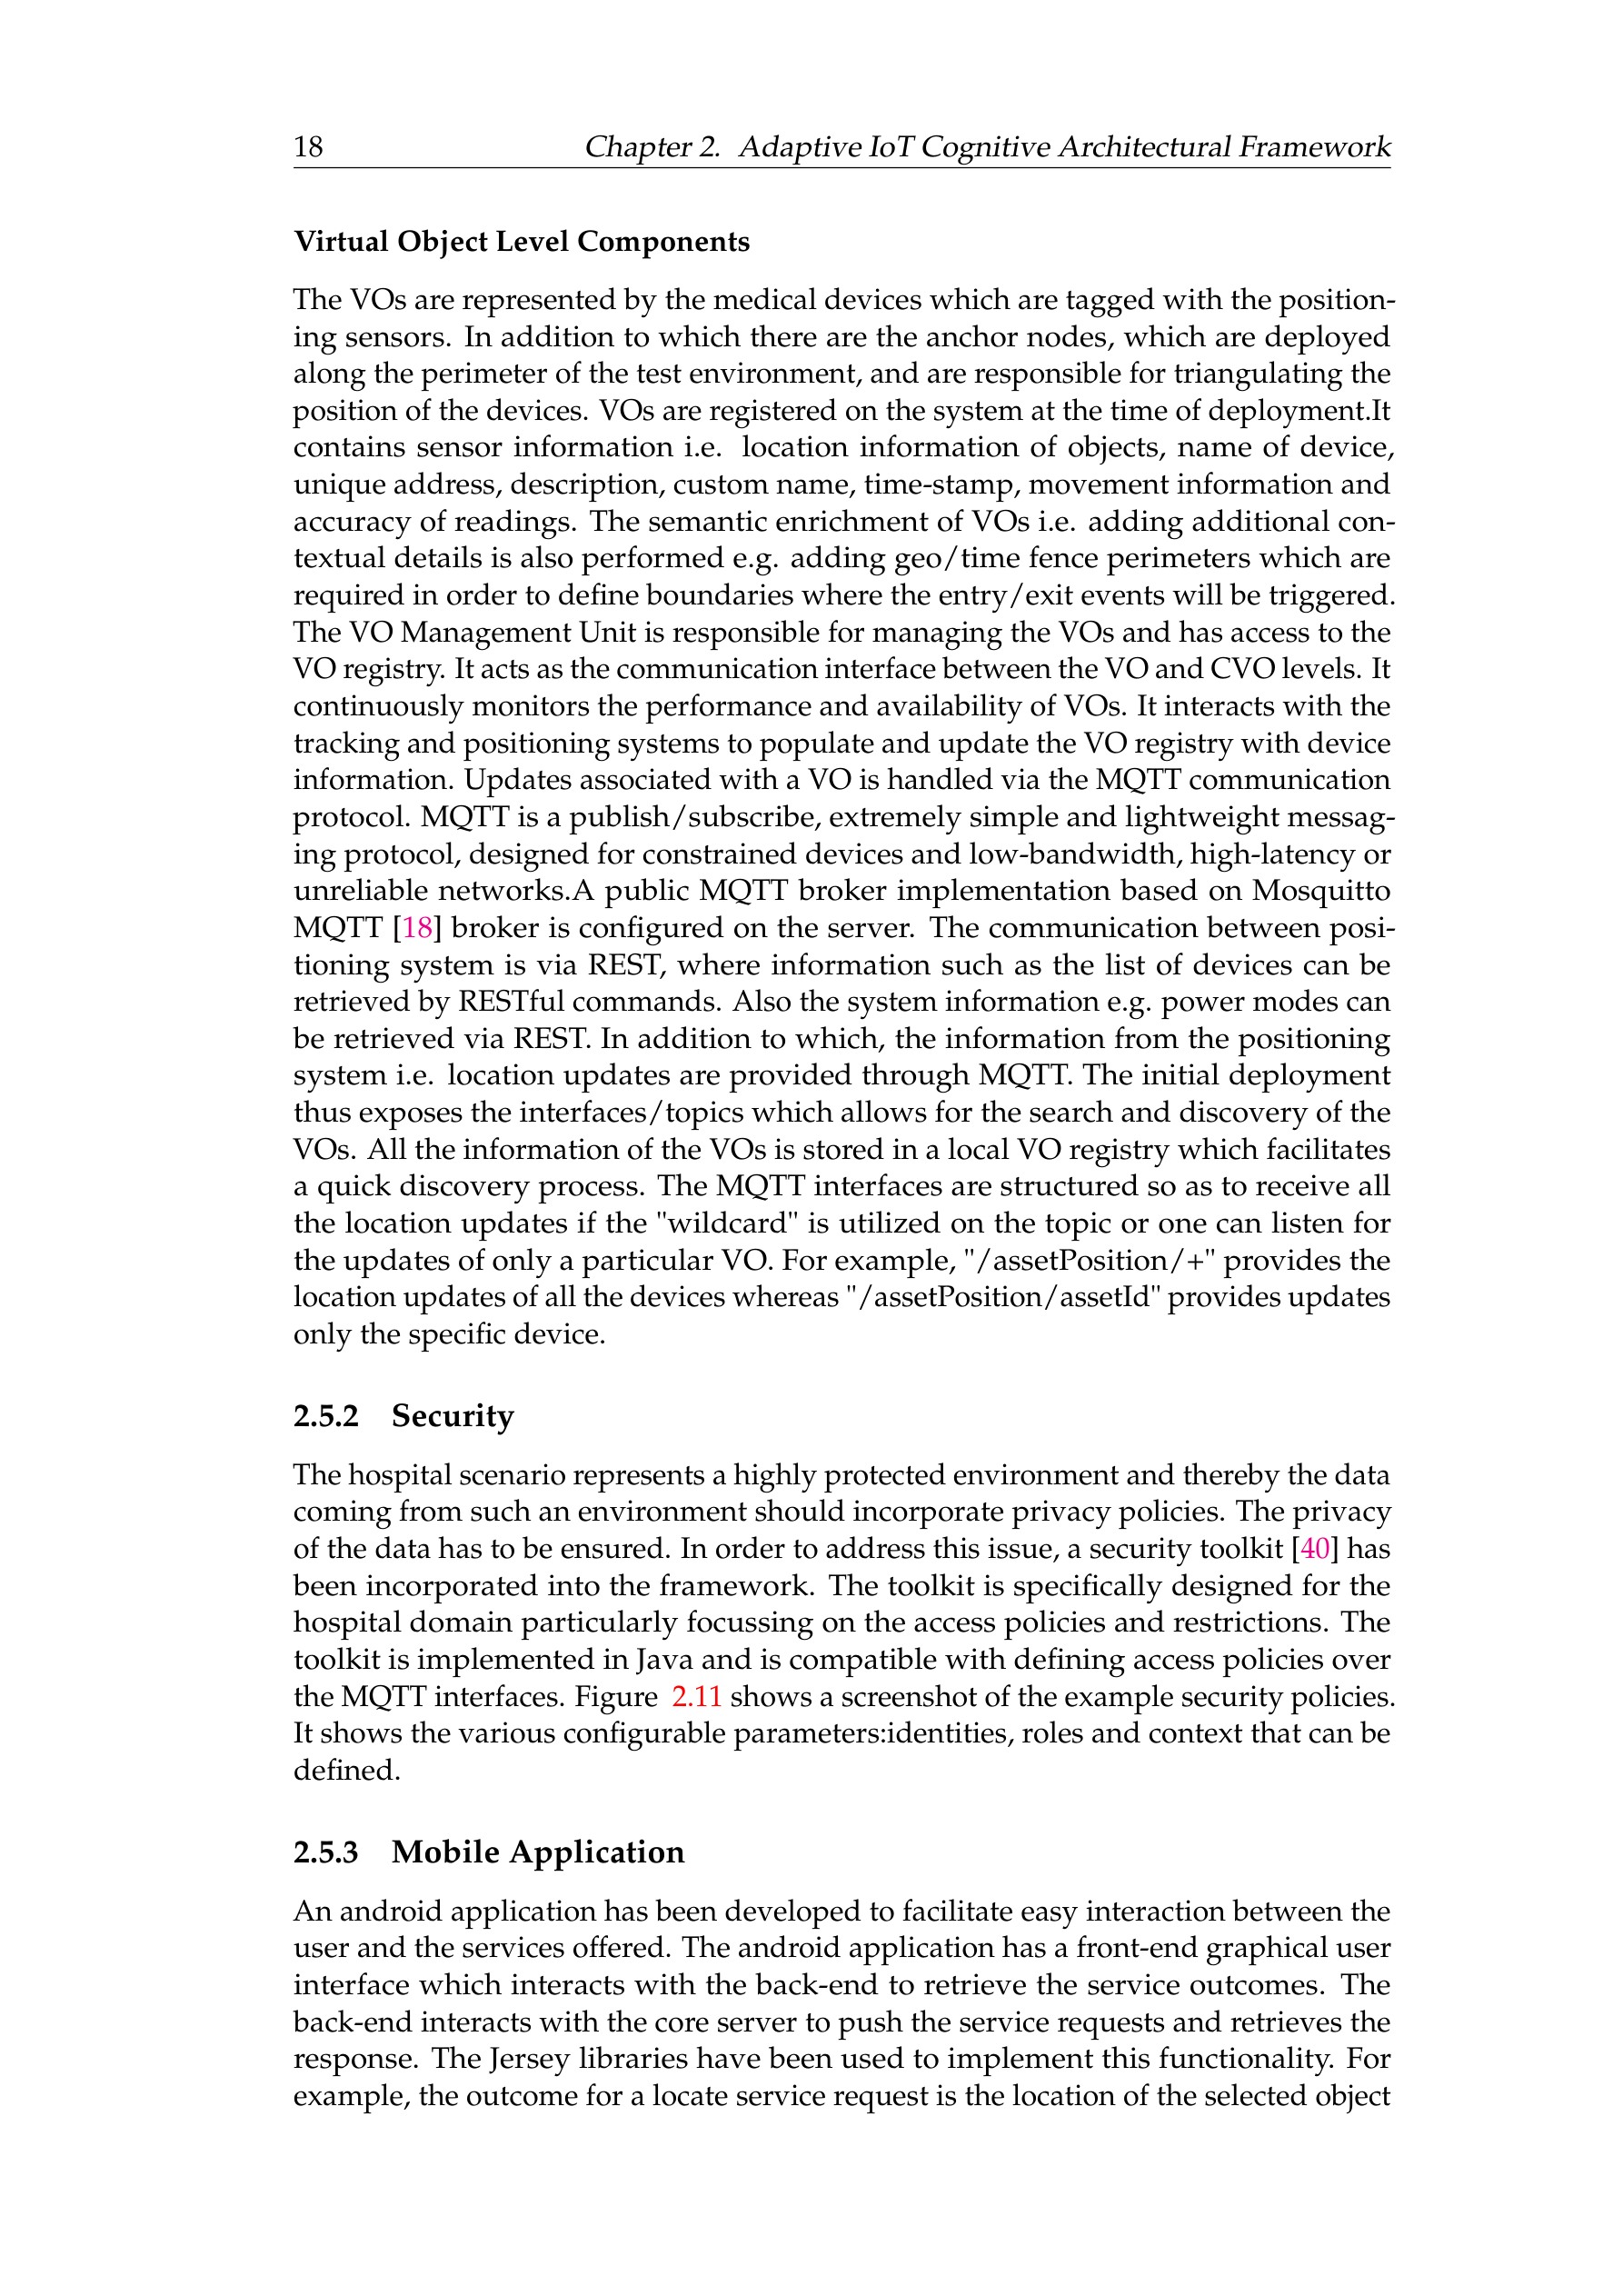 18 Chapter 2. Adaptive IoT Cognitive Architectural Framework
Virtual Object Level Components
The VOs are represented by the medical devices which are tagged with the position-
ing sensors. In addition to which there are the anchor nodes, which are deployed
along the perimeter of the test environment, and are responsible for triangulating the
position of the devices. VOs are registered on the system at the time of deployment.It
contains sensor information i.e. location information of objects, name of device,
unique address, description, custom name, time-stamp, movement information and
accuracy of readings. The semantic enrichment of VOs i.e. adding additional con-
textual details is also performed e.g. adding geo/time fence perimeters which are
required in order to define boundaries where the entry/exit events will be triggered.
The VO Management Unit is responsible for managing the VOs and has access to the
VO registry. It acts as the communication interface between the VO and CVO levels. It
continuously monitors the performance and availability of VOs. It interacts with the
tracking and positioning systems to populate and update the VO registry with device
information. Updates associated with a VO is handled via the MQTT communication
protocol. MQTT is a publish/subscribe, extremely simple and lightweight messag-
ing protocol, designed for constrained devices and low-bandwidth, high-latency or
unreliable networks.A public MQTT broker implementation based on Mosquitto
MQTT [18] broker is configured on the server. The communication between posi-
tioning system is via REST, where information such as the list of devices can be
retrieved by RESTful commands. Also the system information e.g. power modes can
be retrieved via REST. In addition to which, the information from the positioning
system i.e. location updates are provided through MQTT. The initial deployment
thus exposes the interfaces/topics which allows for the search and discovery of the
VOs. All the information of the VOs is stored in a local VO registry which facilitates
a quick discovery process. The MQTT interfaces are structured so as to receive all
the location updates if the "wildcard" is utilized on the topic or one can listen for
the updates of only a particular VO. For example, "/assetPosition/+" provides the
location updates of all the devices whereas "/assetPosition/assetId" provides updates
only the specific device.
2.5.2 Security
The hospital scenario represents a highly protected environment and thereby the data
coming from such an environment should incorporate privacy policies. The privacy
of the data has to be ensured. In order to address this issue, a security toolkit [40] has
been incorporated into the framework. The toolkit is specifically designed for the
hospital domain particularly focussing on the access policies and restrictions. The
toolkit is implemented in Java and is compatible with defining access policies over
the MQTT interfaces. Figure 2.11 shows a screenshot of the example security policies.
It shows the various configurable parameters:identities, roles and context that can be
defined.
2.5.3 Mobile Application
An android application has been developed to facilitate easy interaction between the
user and the services offered. The android application has a front-end graphical user
interface which interacts with the back-end to retrieve the service outcomes. The
back-end interacts with the core server to push the service requests and retrieves the
response. The Jersey libraries have been used to implement this functionality. For
example, the outcome for a locate service request is the location of the selected object